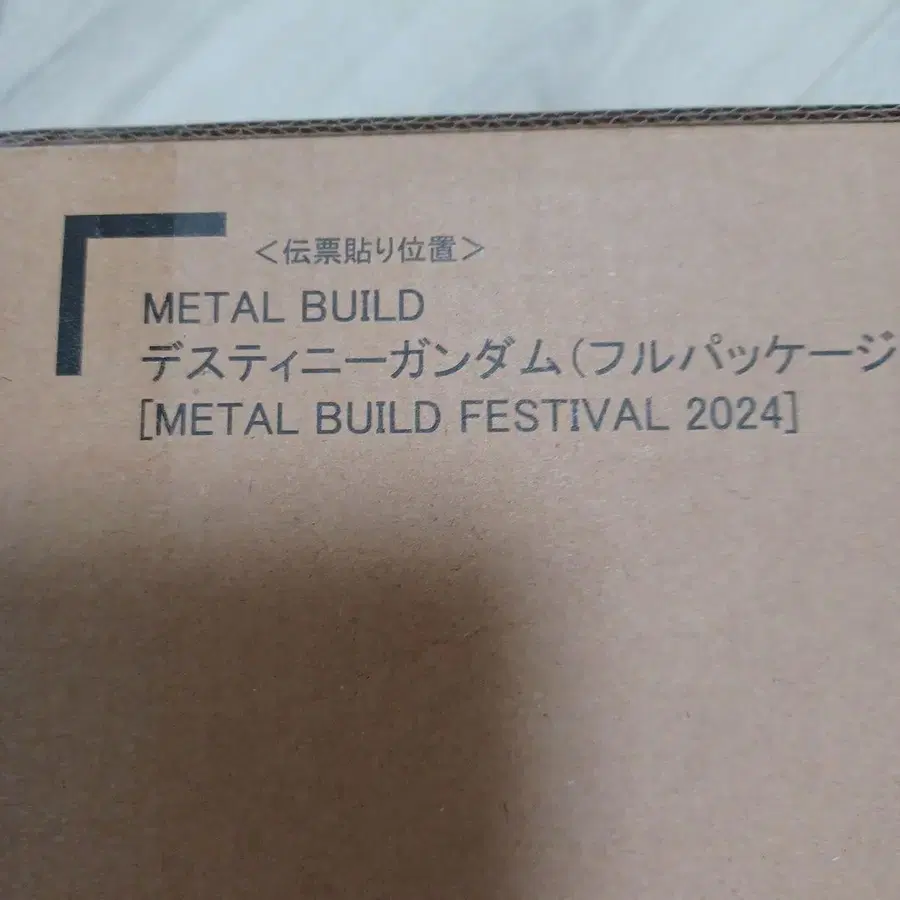 ＜伝票貼り位置＞
METAL BUILD
デスティニーガンダム（フルパッケージ
[METAL BUILD FESTIVAL 2024]